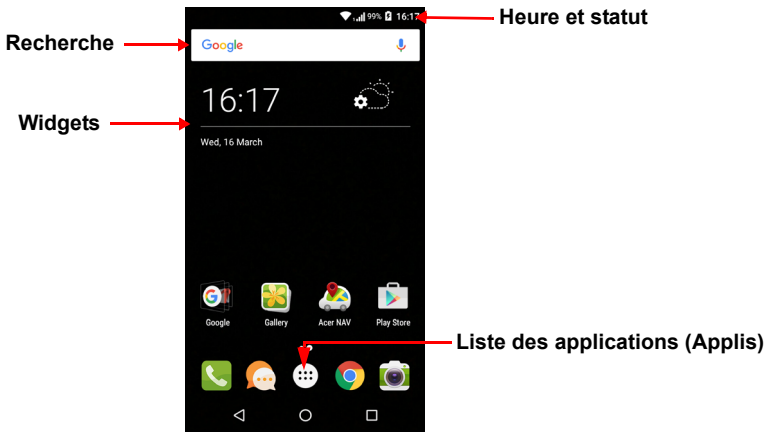 99% 16:17
Heure et statut
Recherche
Google
16:17
Widgets
Wed, 16 March
Google Gallery Acer NAV Play Store
Liste des applications (Applis)